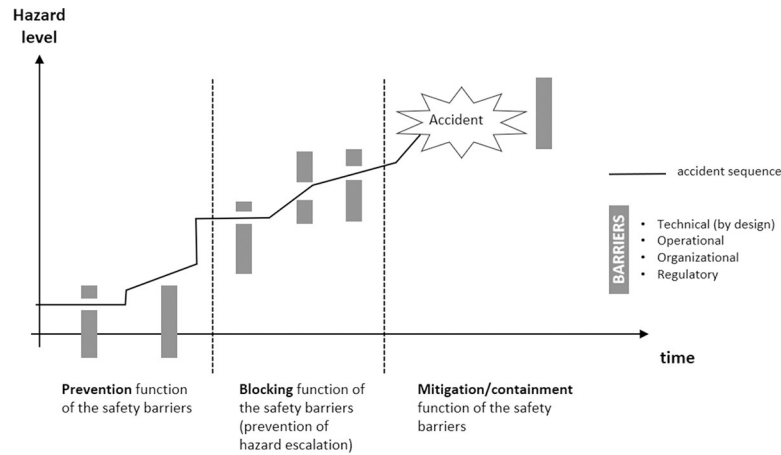 Hazard
level
Accident
accident sequence
BARRIERS
• Technical (by design)
• Operational
• Organizational
• Regulatory
time
Prevention function
of the safety barriers
Blocking function of
the safety barriers
(prevention of
hazard escalation)
Mitigation/containment
function of the safety
barriers